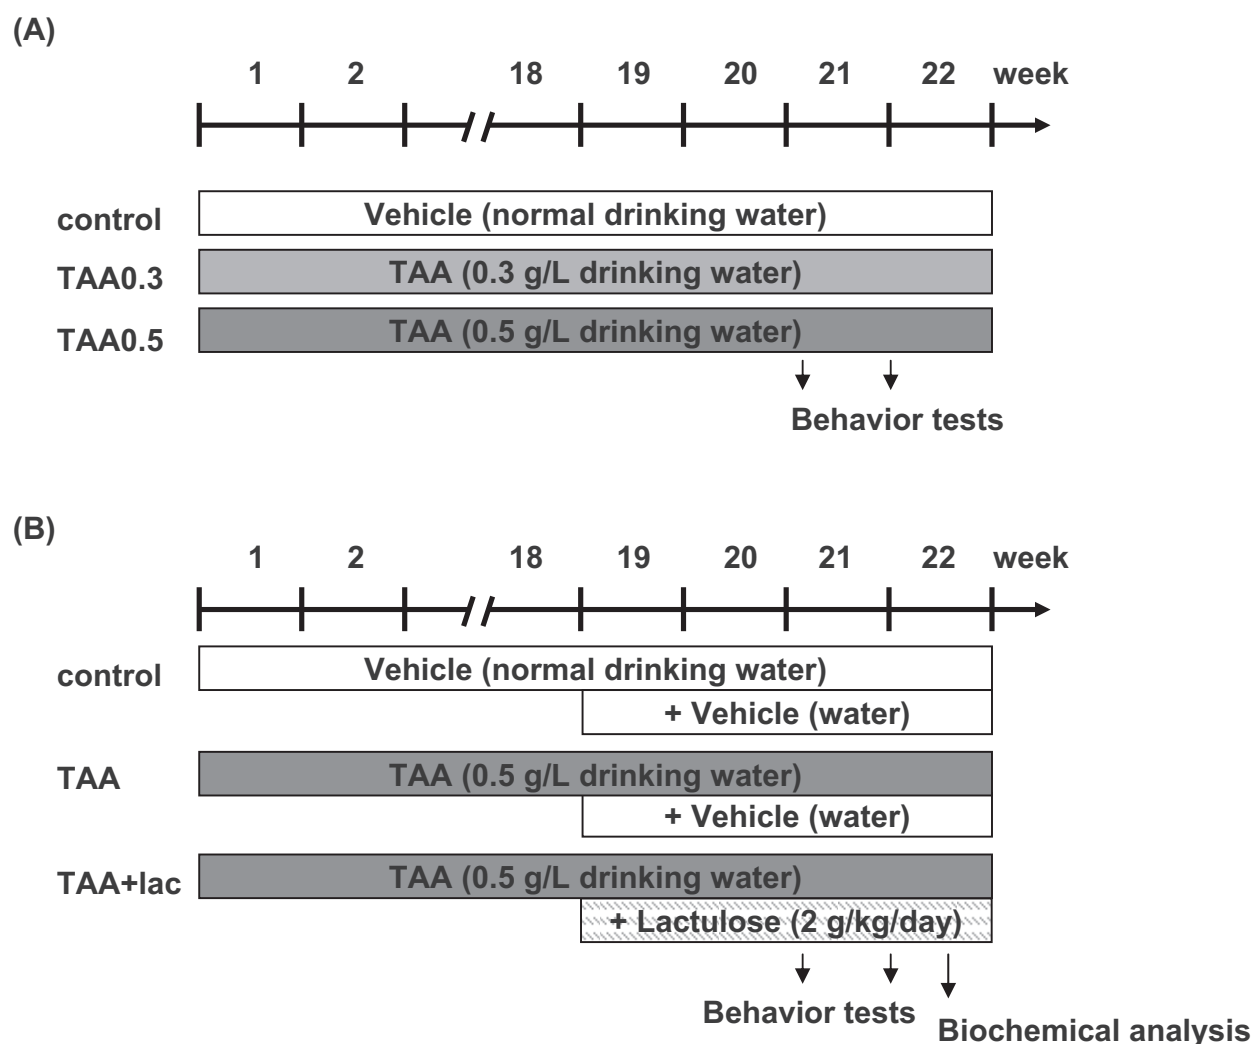 (A)
1 2 18 19 20 21 22 week
control Vehicle (normal drinking water)
TAA0.3 TAA (0.3 g/L drinking water)
TAA0.5 TAA (0.5 g/L drinking water)
Behavior tests
(B)
1 2 18 19 20 21 22 week
control Vehicle (normal drinking water)
+ Vehicle (water)
TAA TAA (0.5 g/L drinking water)
+ Vehicle (water)
TAA+lac TAA (0.5 g/L drinking water)
+ Lactulose (2 g/kg/day)
Behavior tests
Biochemical analysis